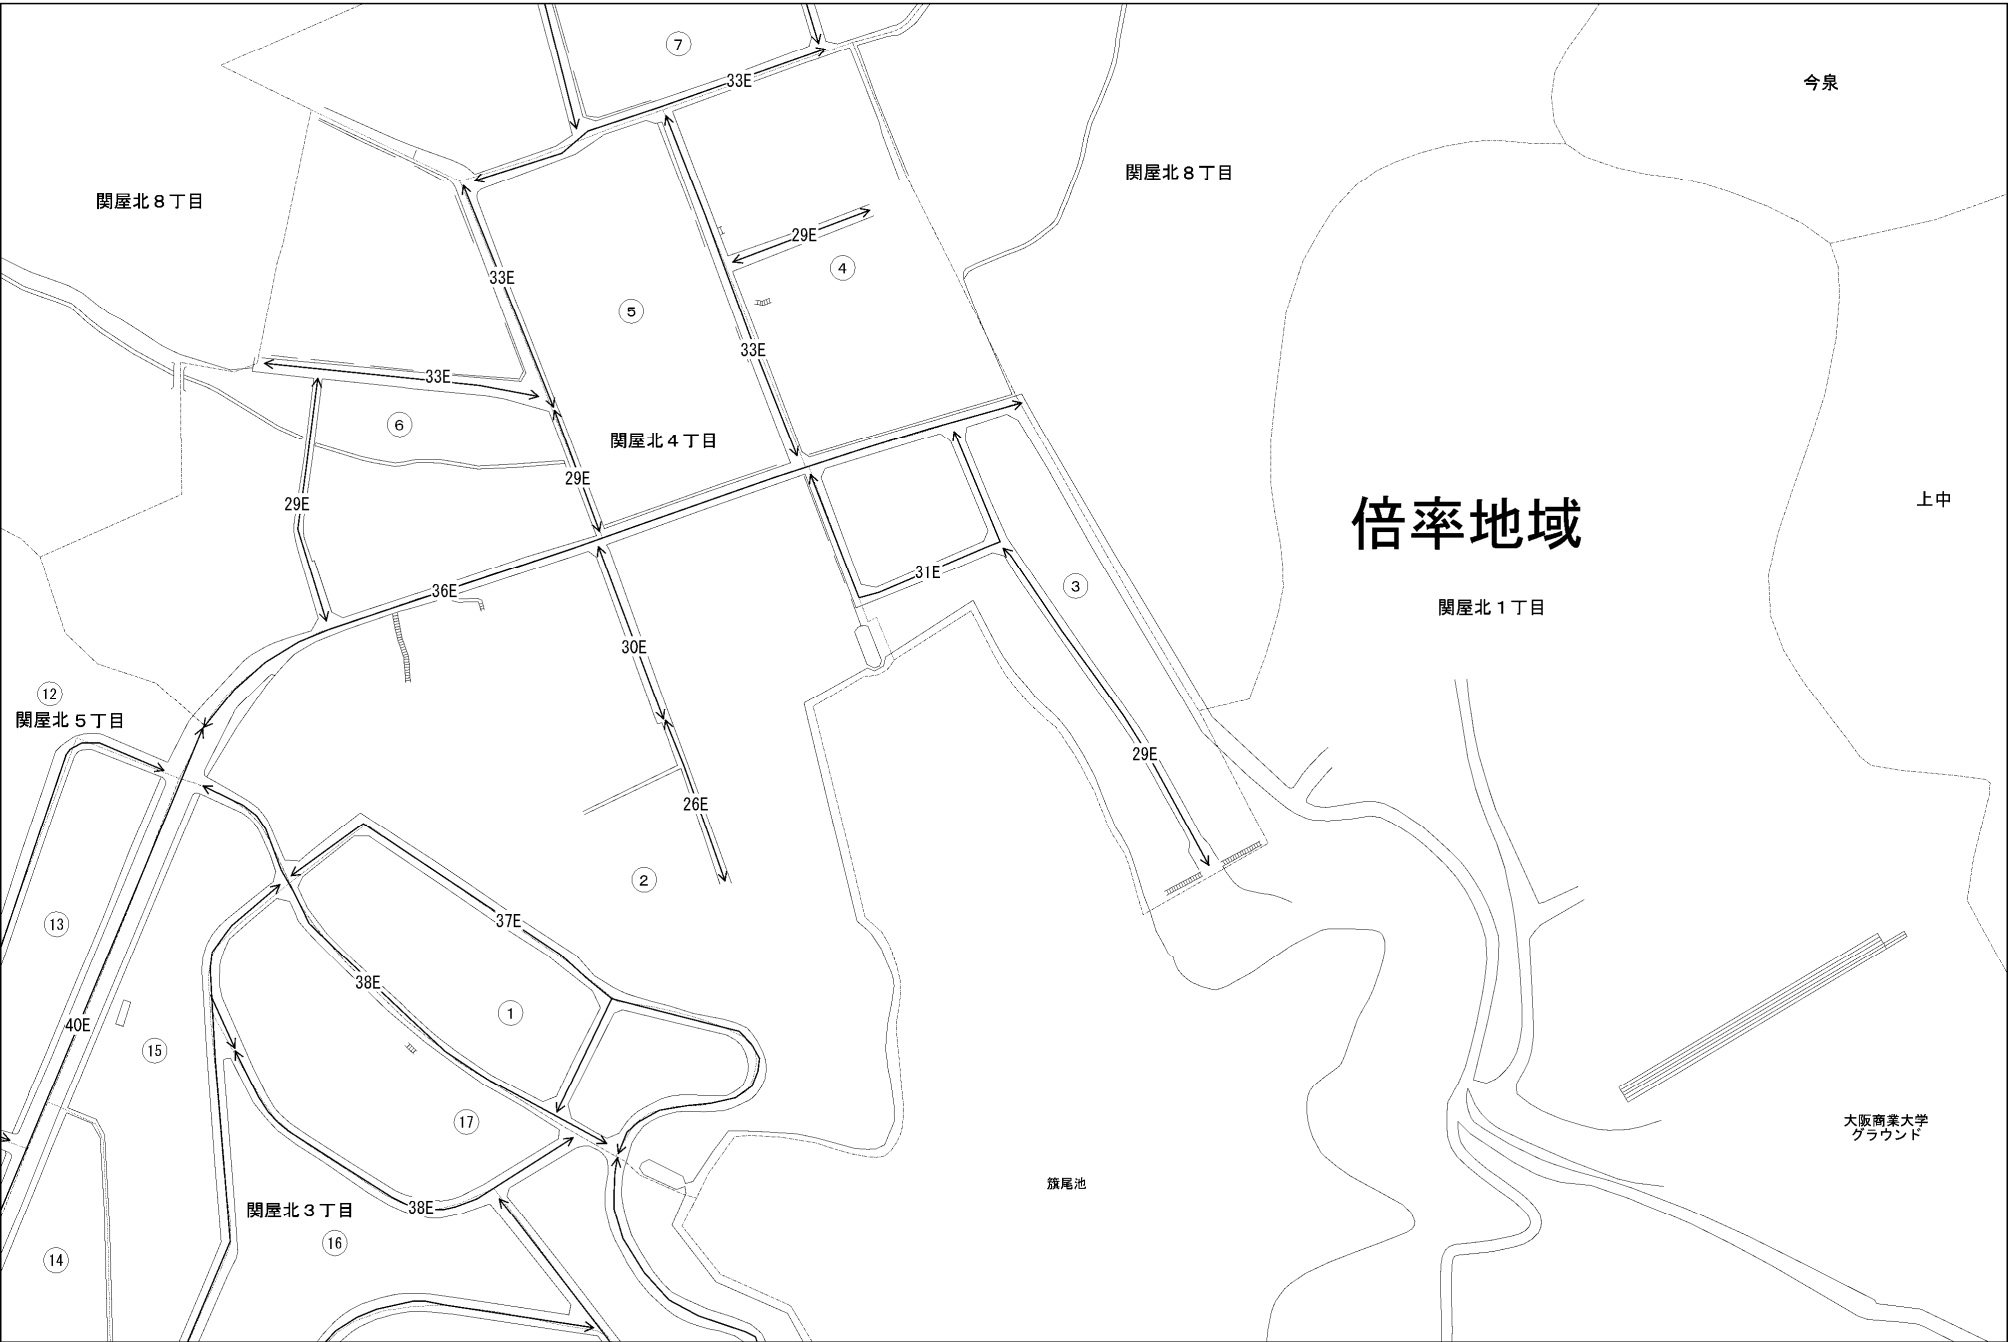 ⑦
33E
今泉
関屋北８丁目
関屋北８丁目
29E
④
33E
⑤
33E
33E
⑥
関屋北４丁目
29E
29E
倍率地域
上中
31E
③
36E
関屋北１丁目
30E
⑫
関屋北５丁目
29E
26E
②
37E
⑬
38E
①
40E
⑮
⑰
大阪商業大学
グラウンド
旗尾池
38E
関屋北３丁目
⑯
⑭